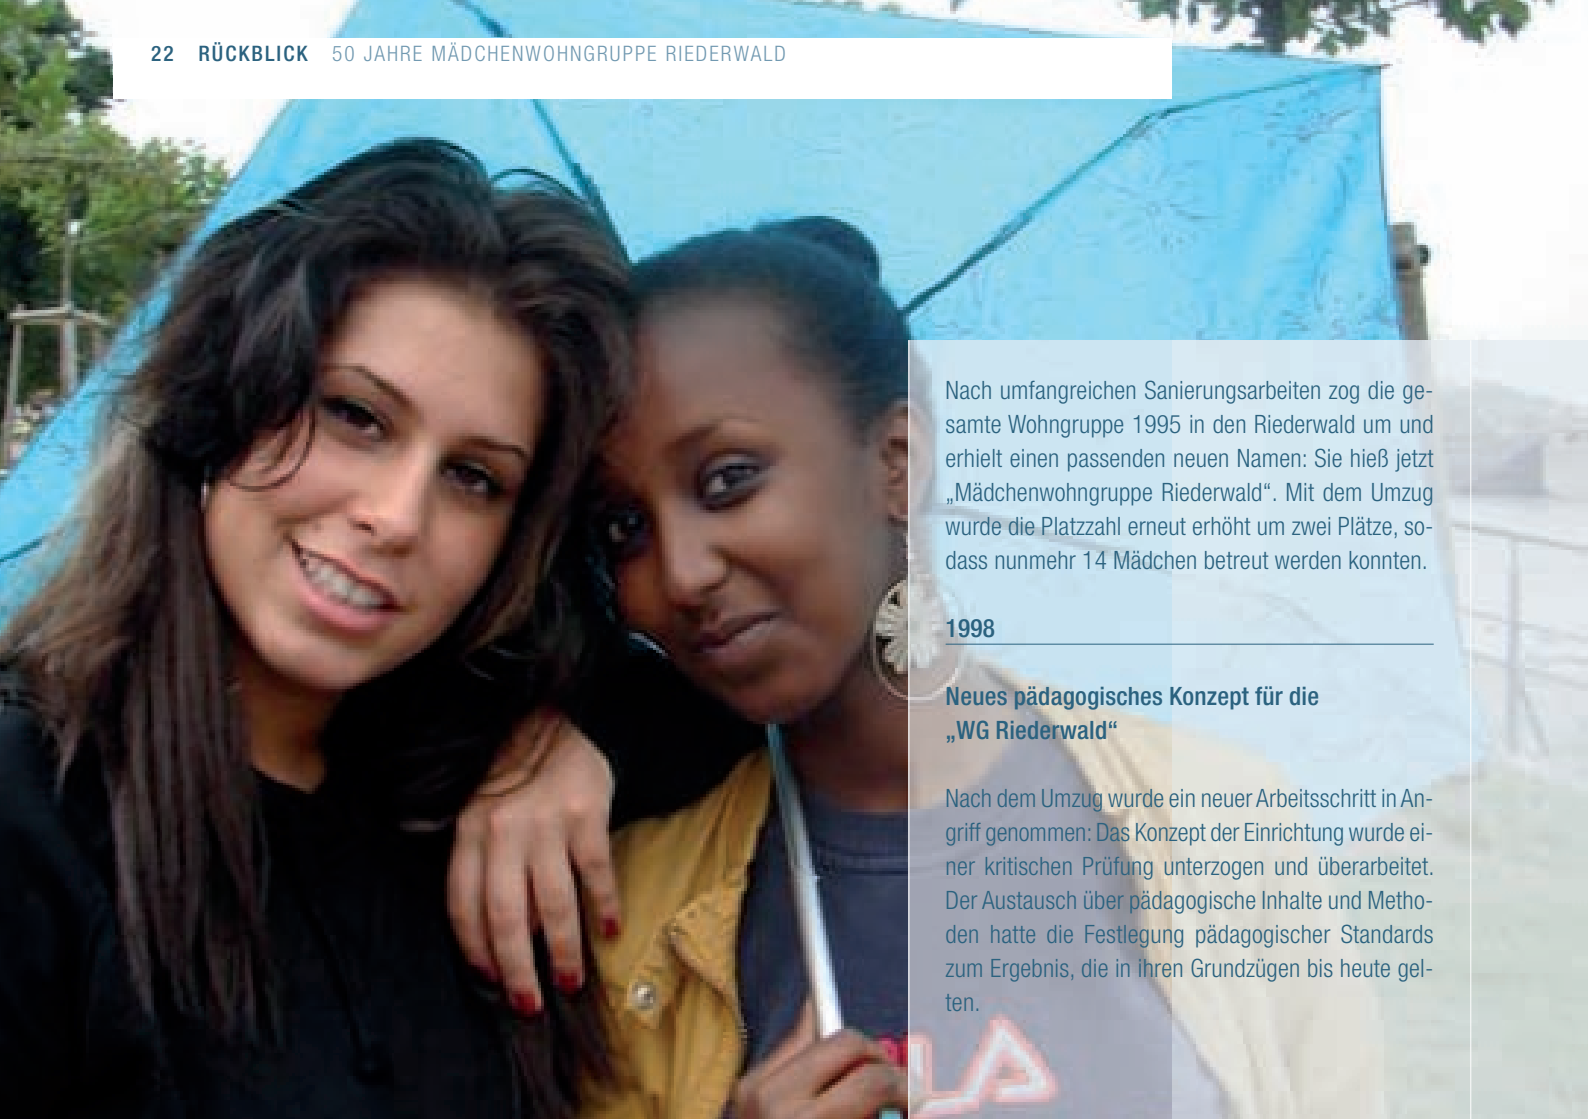 22 RÜCKBLICK 50 JAHRE MÄDCHENWOHNGRUPPE RIEDERWALD
Nach umfangreichen Sanierungsarbeiten zog die ge-
samte Wohngruppe 1995 in den Riederwald um und
erhielt einen passenden neuen Namen: Sie hieß jetzt
„Mädchenwohngruppe Riederwald“. Mit dem Umzug
wurde die Platzzahl erneut erhöht um zwei Plätze, so-
dass nunmehr 14 Mädchen betreut werden konnten.
1998
Neues pädagogisches Konzept für die
„WG Riederwald“
Nach dem Umzug wurde ein neuer Arbeitsschritt in An-
griff genommen: Das Konzept der Einrichtung wurde ei-
ner kritischen Prüfung unterzogen und überarbeitet.
Der Austausch über pädagogische Inhalte und Metho-
den hatte die Festlegung pädagogischer Standards
zum Ergebnis, die in ihren Grundzügen bis heute gel-
ten.